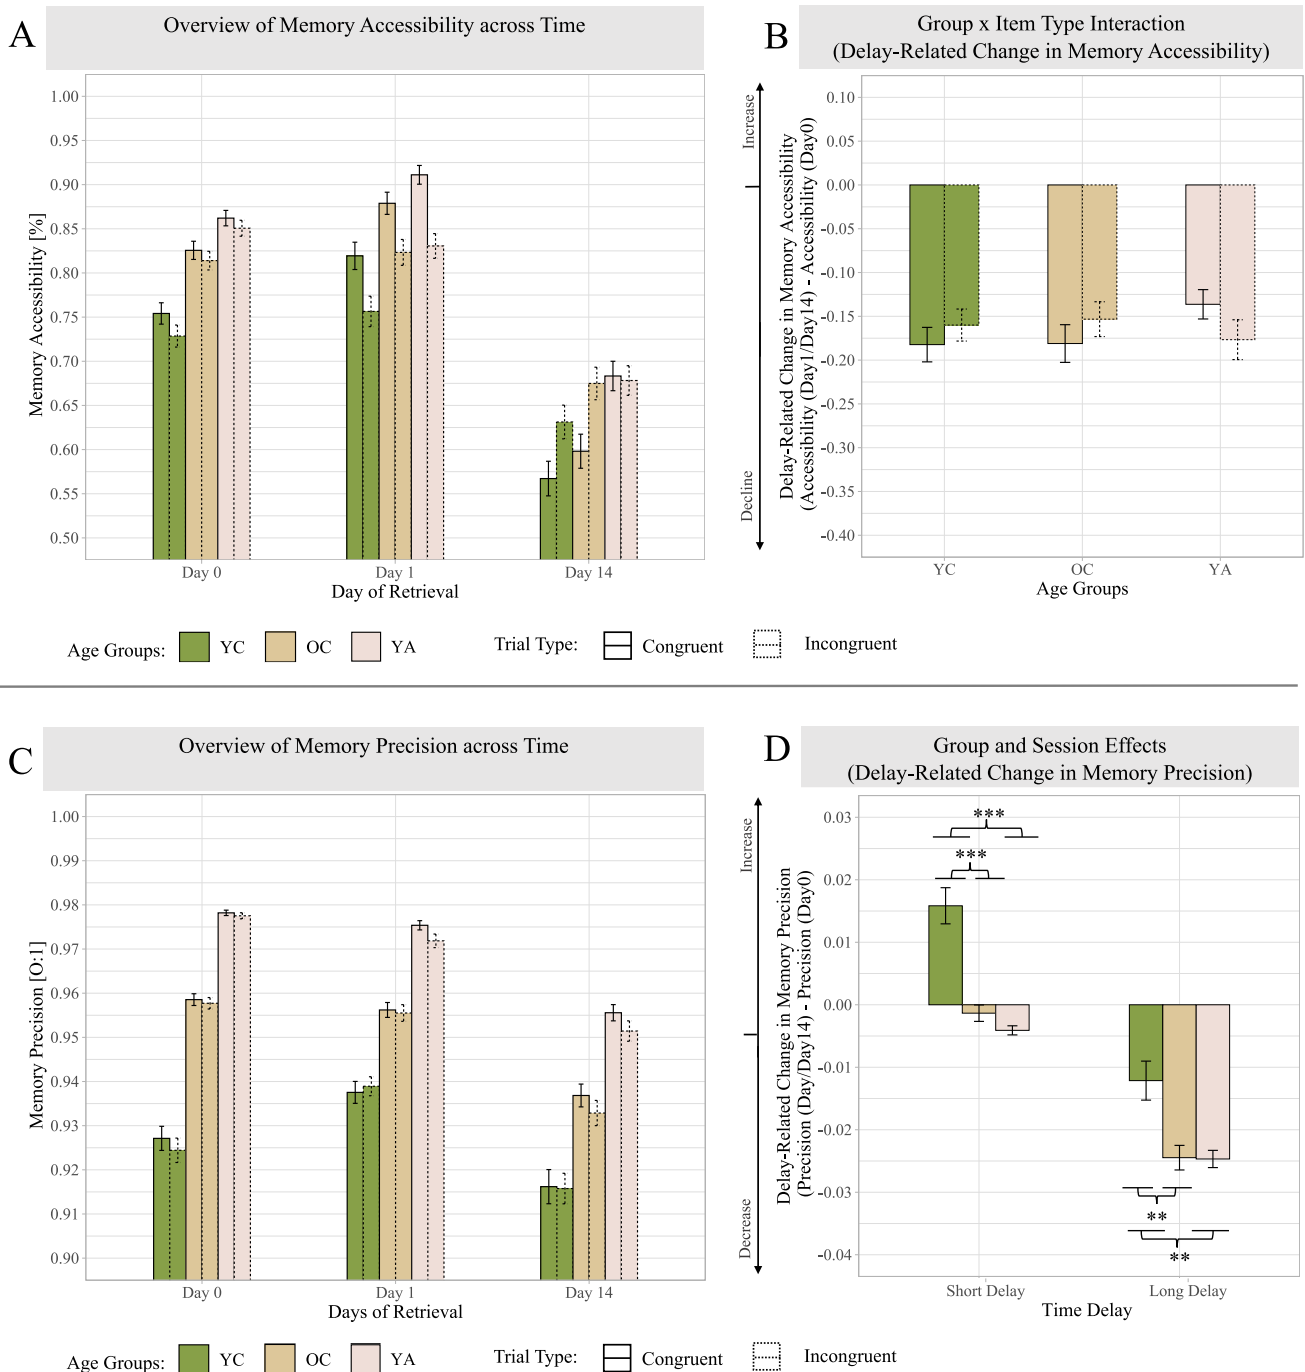 A
Overview of Memory Accessibility across Time
Memory Accessibility [%]
1.00
0.95
0.90
0.85
0.80
0.75
0.70
0.65
0.60
0.55
0.50
Day 0
Day 1
Day 14
Day of Retrieval
B
Group x Item Type Interaction
(Delay-Related Change in Memory Accessibility)
Increase
Decline
Delay-Related Change in Memory Accessibility
(Accessibility (Day1/Day14) - Accessibility (Day0)
0.10
0.05
0.00
-0.05
-0.10
-0.15
-0.20
-0.25
-0.30
-0.35
-0.40
YC
OC
YA
Age Groups
Age Groups: YC OC YA Trial Type: Congruent Incongruent
C
Overview of Memory Precision across Time
Memory Precision [O:1]
1.00
0.99
0.98
0.97
0.96
0.95
0.94
0.93
0.92
0.91
0.90
Day 0
Day 1
Day 14
Days of Retrieval
D
Group and Session Effects
(Delay-Related Change in Memory Precision)
Increase
Decrease
Delay-Related Change in Memory Precision
(Precision (Day/Day14) - Precision (Day0)
0.03
0.02
0.01
0.00
-0.01
-0.02
-0.03
-0.04
***
***
**
**
Short Delay
Long Delay
Time Delay
Age Groups: YC OC YA Trial Type: Congruent Incongruent